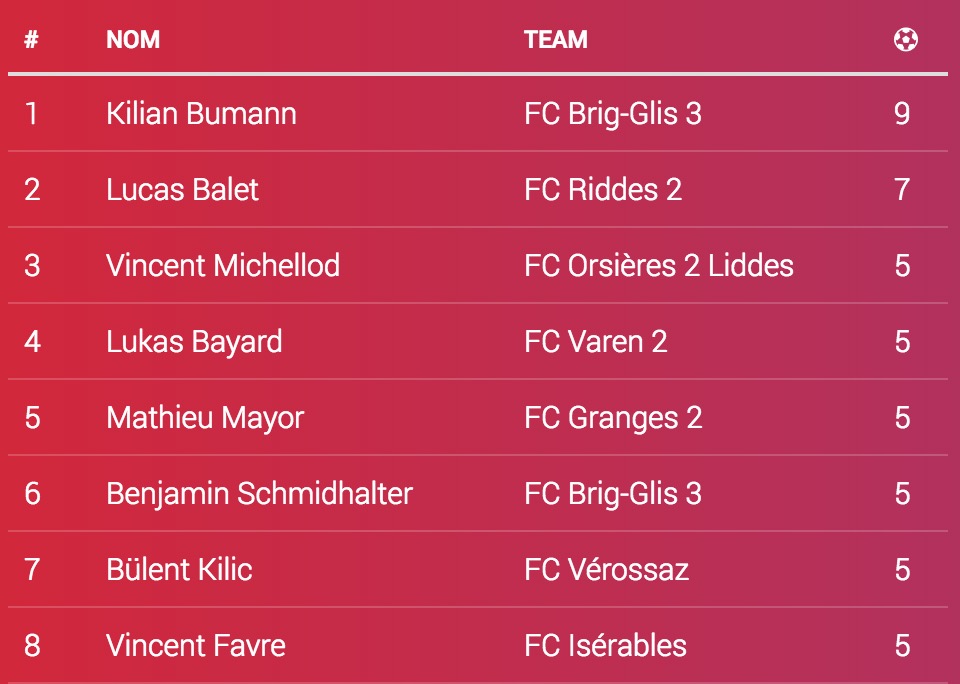 # NOM TEAM
1 Kilian Bumann FC Brig-Glis 3 9
2 Lucas Balet FC Riddes 2 7
3 Vincent Michellod FC Orsières 2 Liddes 5
4 Lukas Bayard FC Varen 2 5
5 Mathieu Mayor FC Granges 2 5
6 Benjamin Schmidhalter FC Brig-Glis 3 5
7 Bülent Kilic FC Vérossaz 5
8 Vincent Favre FC Isérables 5